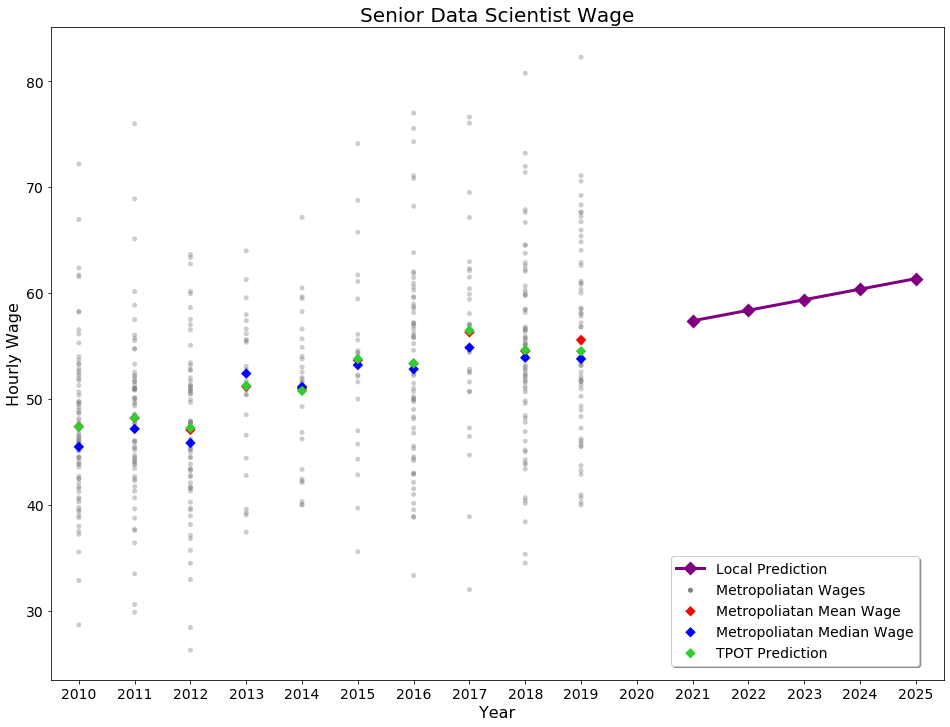 Senior Data Scientist Wage
Hourly Wage
80
70
60
50
40
30
Local Prediction
Metropoliatan Wages
Metropoliatan Mean Wage
Metropoliatan Median Wage
TPOT Prediction
2010 2011 2012 2013 2014 2015 2016 2017 2018 2019 2020 2021 2022 2023 2024 2025
Year